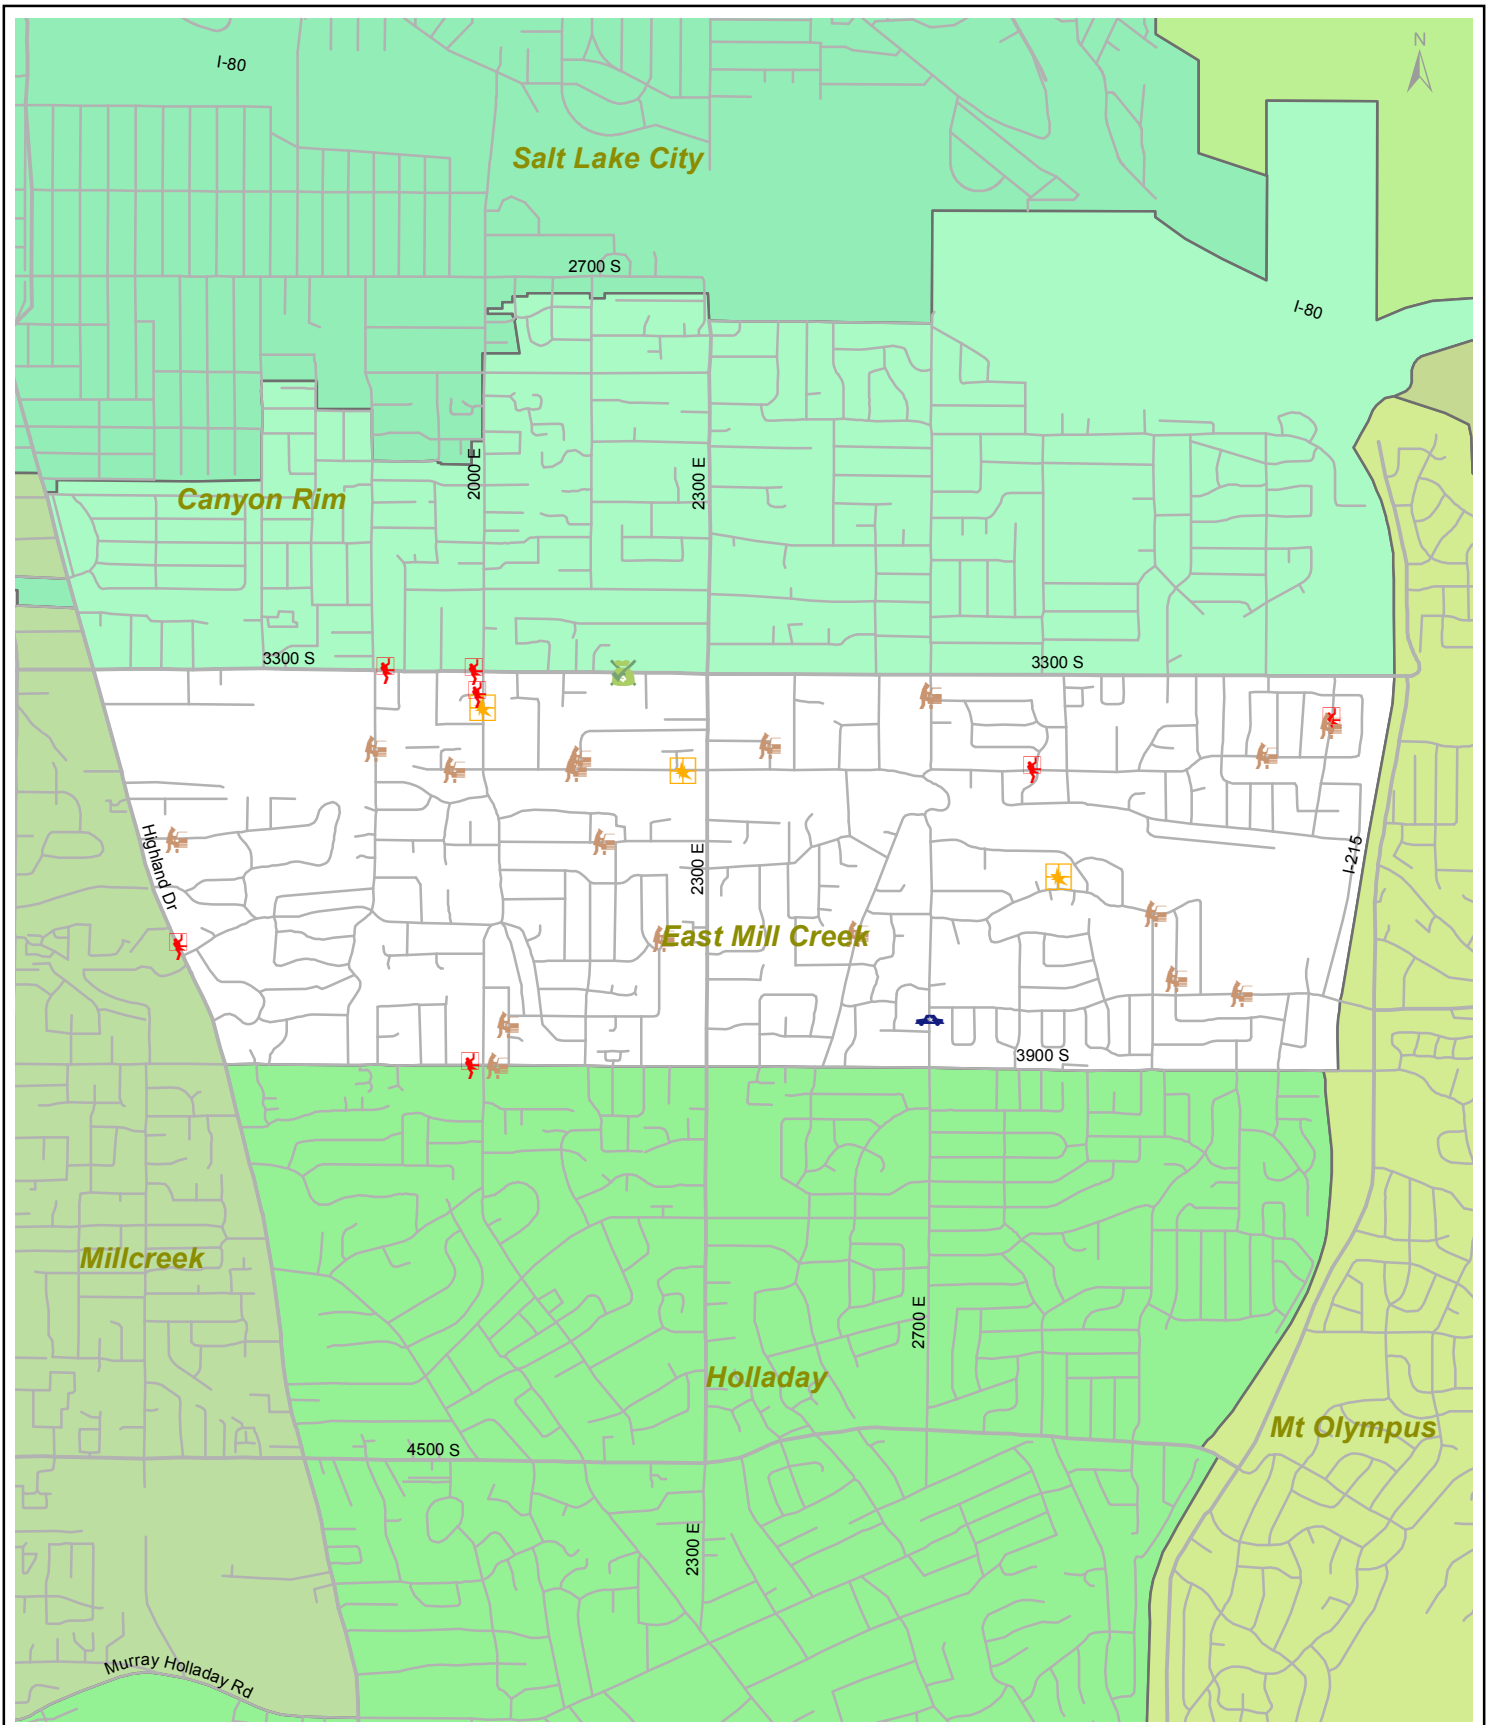 N
I-80
Salt Lake City
2700 S
I-80
2000 E
2300 E
Canyon Rim
3300 S
3300 S
Highland Dr
2300 E
I-215
East Mill Creek
3900 S
Millcreek
2700 E
Holladay
Mt Olympus
4500 S
2300 E
Murray Holladay Rd